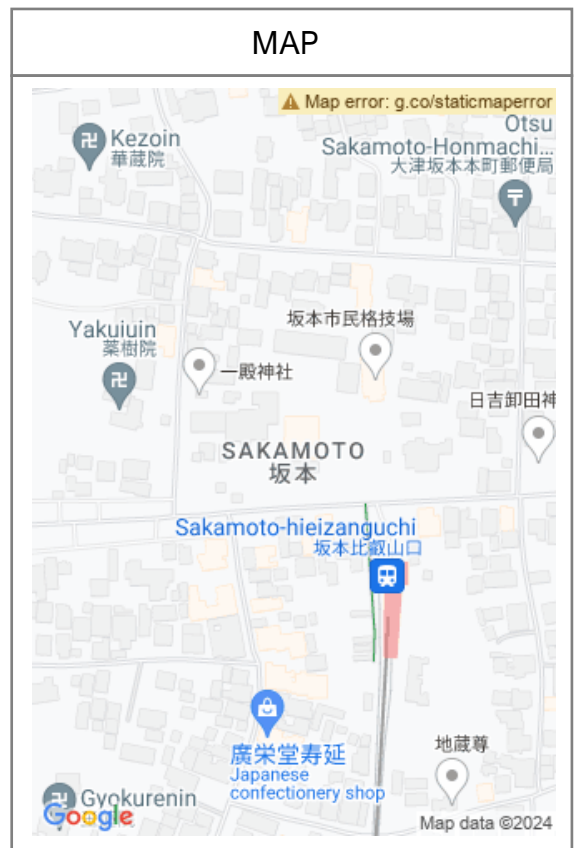 MAP
Map error: g.co/staticmaperror
Kezoin
華蔵院
Otsu
Sakamoto-Honmachi...
大津坂本本町郵便局
坂本市民格技場
Yakuiuin
薬樹院
一殿神社
日吉御田神
SAKAMOTO
坂本
Sakamoto-hieizanguchi
坂本比叡山口
廣栄堂寿延
Japanese
confectionery shop
地蔵尊
Gyokurenin
Google
Map data ©2024